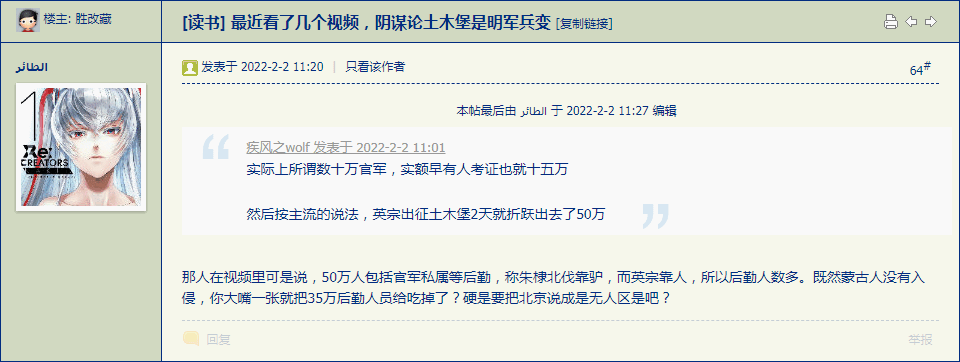 楼主: 胜改藏
[读书] 最近看了几个视频，阴谋论土木堡是明军兵变 [复制链接]
الطائر
发表于 2022-2-2 11:20 | 只看该作者
64#
本帖最后由 الطائر 于 2022-2-2 11:27 编辑
疾风之wolf 发表于 2022-2-2 11:01
实际上所谓数十万官军，实额早有人考证也就十五万
然后按主流的说法，英宗出征土木堡2天就折跃出去了50万
那人在视频里可是说，50万人包括官军私属等后勤，称朱棣北伐靠驴，而英宗靠人，所以后勤人数多。既然蒙古人没有入
侵，你大嘴一张就把35万后勤人员给吃掉了？硬是要把北京说成是无人区是吧？
回复
举报
1
Re:
CREATORS